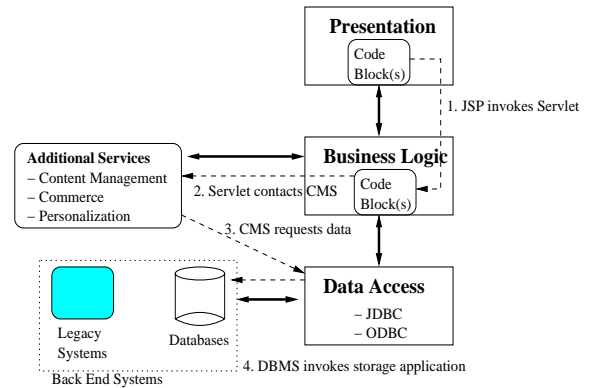 Presentation
Code
Block(s)
1. JSP invokes Servlet
Additional Services
– Content Management
– Commerce
– Personalization
Business Logic
2. Servlet contacts CMS
Code
Block(s)
3. CMS requests data
Data Access
– JDBC
– ODBC
Legacy
Systems
Databases
4. DBMS invokes storage application
Back End Systems